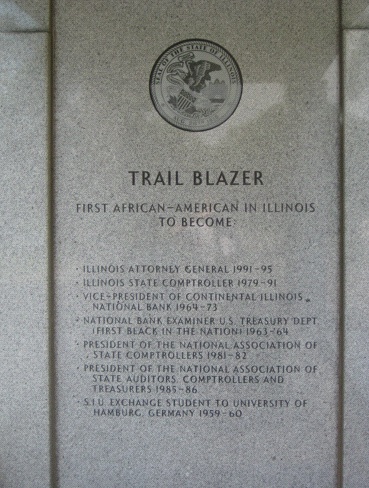 SEAL OF THE STATE OF ILLINOIS
TRAIL BLAZER
FIRST AFRICAN-AMERICAN IN ILLINOIS
TO BECOME:
· ILLINOIS ATTORNEY GENERAL 1991-95
· ILLINOIS STATE COMPTROLLER 1979-91
· VICE-PRESIDENT OF CONTINENTAL ILLINOIS
NATIONAL BANK 1964-73
· NATIONAL BANK EXAMINER U.S. TREASURY DEPT.
(FIRST BLACK IN THE NATION) 1963-'64
· PRESIDENT OF THE NATIONAL ASSOCIATION OF
STATE COMPTROLLERS 1981-82
· PRESIDENT OF THE NATIONAL ASSOCIATION OF
STATE AUDITORS, COMPTROLLERS AND
TREASURERS 1985-86
· S.I.U. EXCHANGE STUDENT TO UNIVERSITY OF
HAMBURG, GERMANY 1959-60